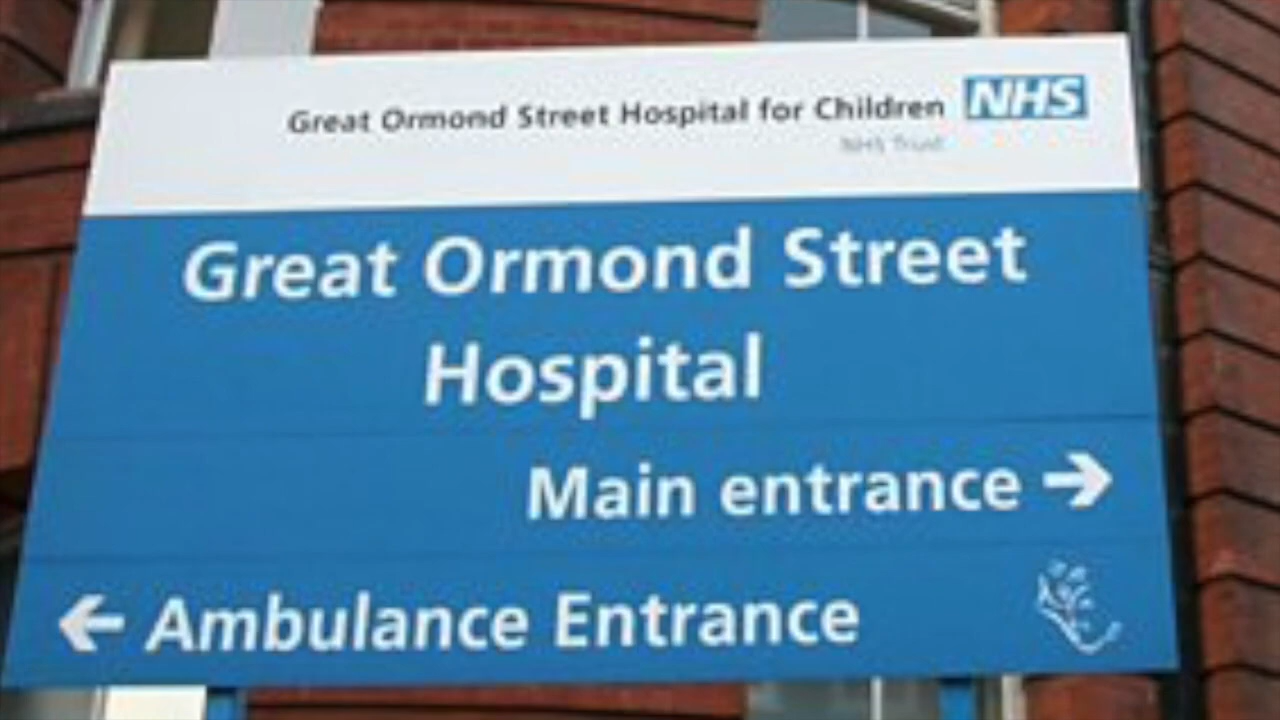 Great Ormond Street Hospital for Children NHS
NHS Trust
Great Ormond Street
Hospital
Main entrance →
← Ambulance Entrance